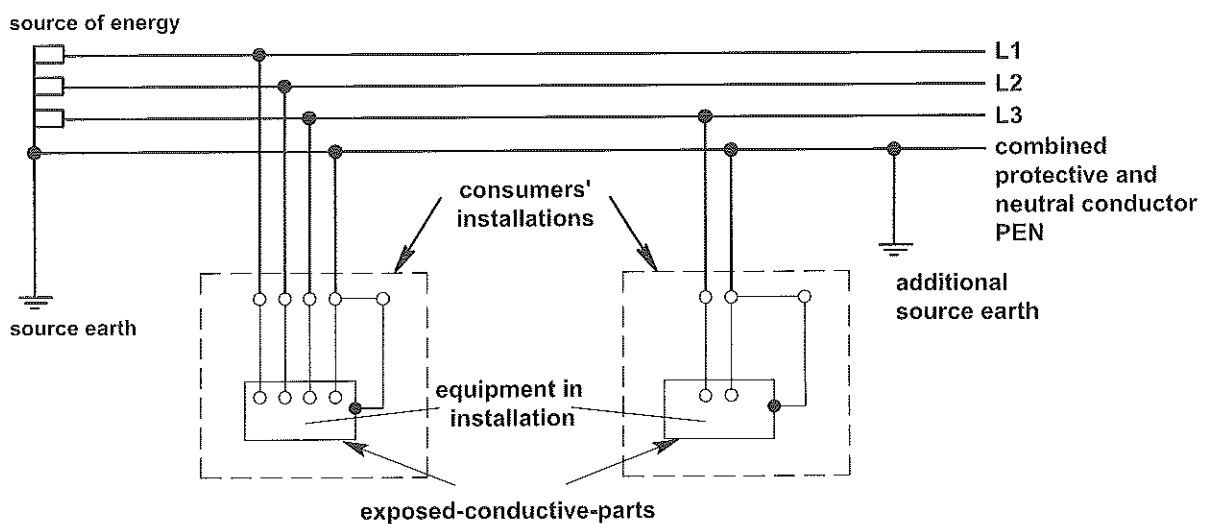 source of energy
L1
L2
L3
combined
protective and
neutral conductor
PEN
consumers'
installations
additional
source earth
source earth
equipment in
installation
exposed-conductive-parts